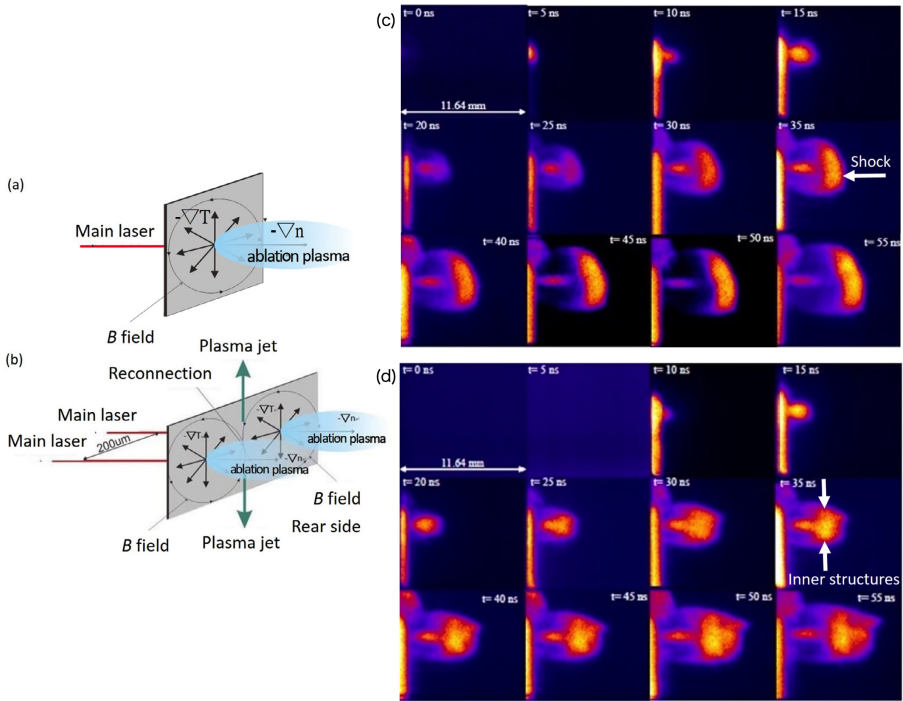 (a)
-▽T
-▽n
Main laser
ablation plasma
B field
(b)
Plasma jet
Reconnection
Main laser
Main laser
200um
-▽T
-▽T
-▽n
ablation plasma
ablation plasma
-▽n
B field
Rear side
B field
Plasma jet
(c)
t= 0 ns
t= 5 ns
t= 10 ns
t= 15 ns
11.64 mm
t= 20 ns
t= 25 ns
t= 30 ns
t= 35 ns
Shock
t= 40 ns
t= 45 ns
t= 50 ns
t= 55 ns
(d)
t= 0 ns
t= 5 ns
t= 10 ns
t= 15 ns
11.64 mm
t= 20 ns
t= 25 ns
t= 30 ns
t= 35 ns
Inner structures
t= 40 ns
t= 45 ns
t= 50 ns
t= 55 ns